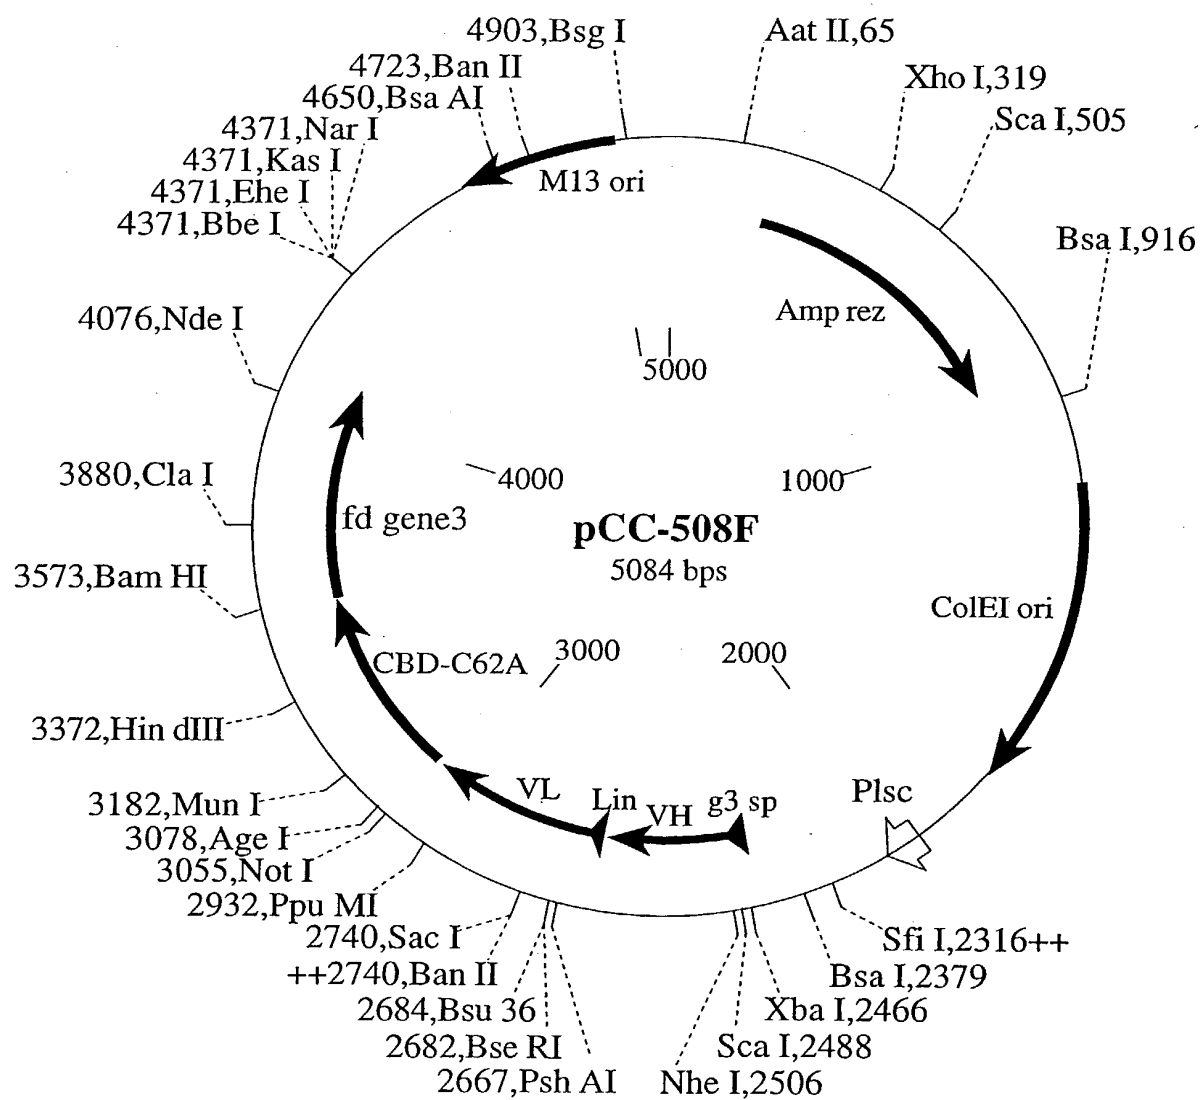 4903,Bsg I
Aat II,65
4723,Ban II
Xho I,319
4650,Bsa AI
Sca I,505
4371,Nar I
4371,Kas I
M13 ori
4371,Ehe I
4371,Bbe I
Bsa I,916
Amp rez
4076,Nde I
5000
3880,Cla I
4000
1000
fd gene3
pCC-508F
5084 bps
3573,Bam HI
ColEI ori
3000
2000
CBD-C62A
3372,Hin dIII
VL
Lin
VH
g3 sp
Plsc
3182,Mun I
3078,Age I
3055,Not I
2932,Ppu MI
2740,Sac I
Sfi I,2316++
++2740,Ban II
Bsa I,2379
2684,Bsu 36
Xba I,2466
2682,Bse RI
Sca I,2488
2667,Psh AI
Nhe I,2506